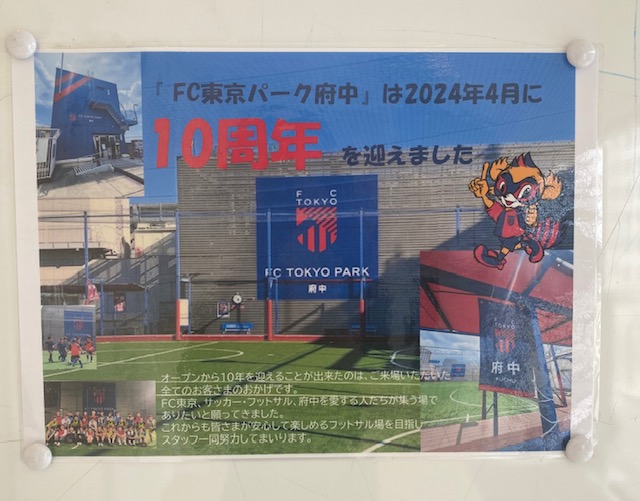 『 FC東京パーク府中』は2024年4月に
10周年 を迎えました
FC TOKYO PARK
府中
F C
TOKYO
FC TOKYO PARK
府中
TOKYO
府中
FUCHU
オープンから10年を迎えることが出来たのは、ご来場いただいた
全てのお客さまのおかげです。
FC東京、サッカー・フットサル、府中を愛する人たちが集う場で
ありたいと願ってきました。
これからも皆さまが安心して楽しめるフットサル場を目指し
スタッフ一同努力してまいります。